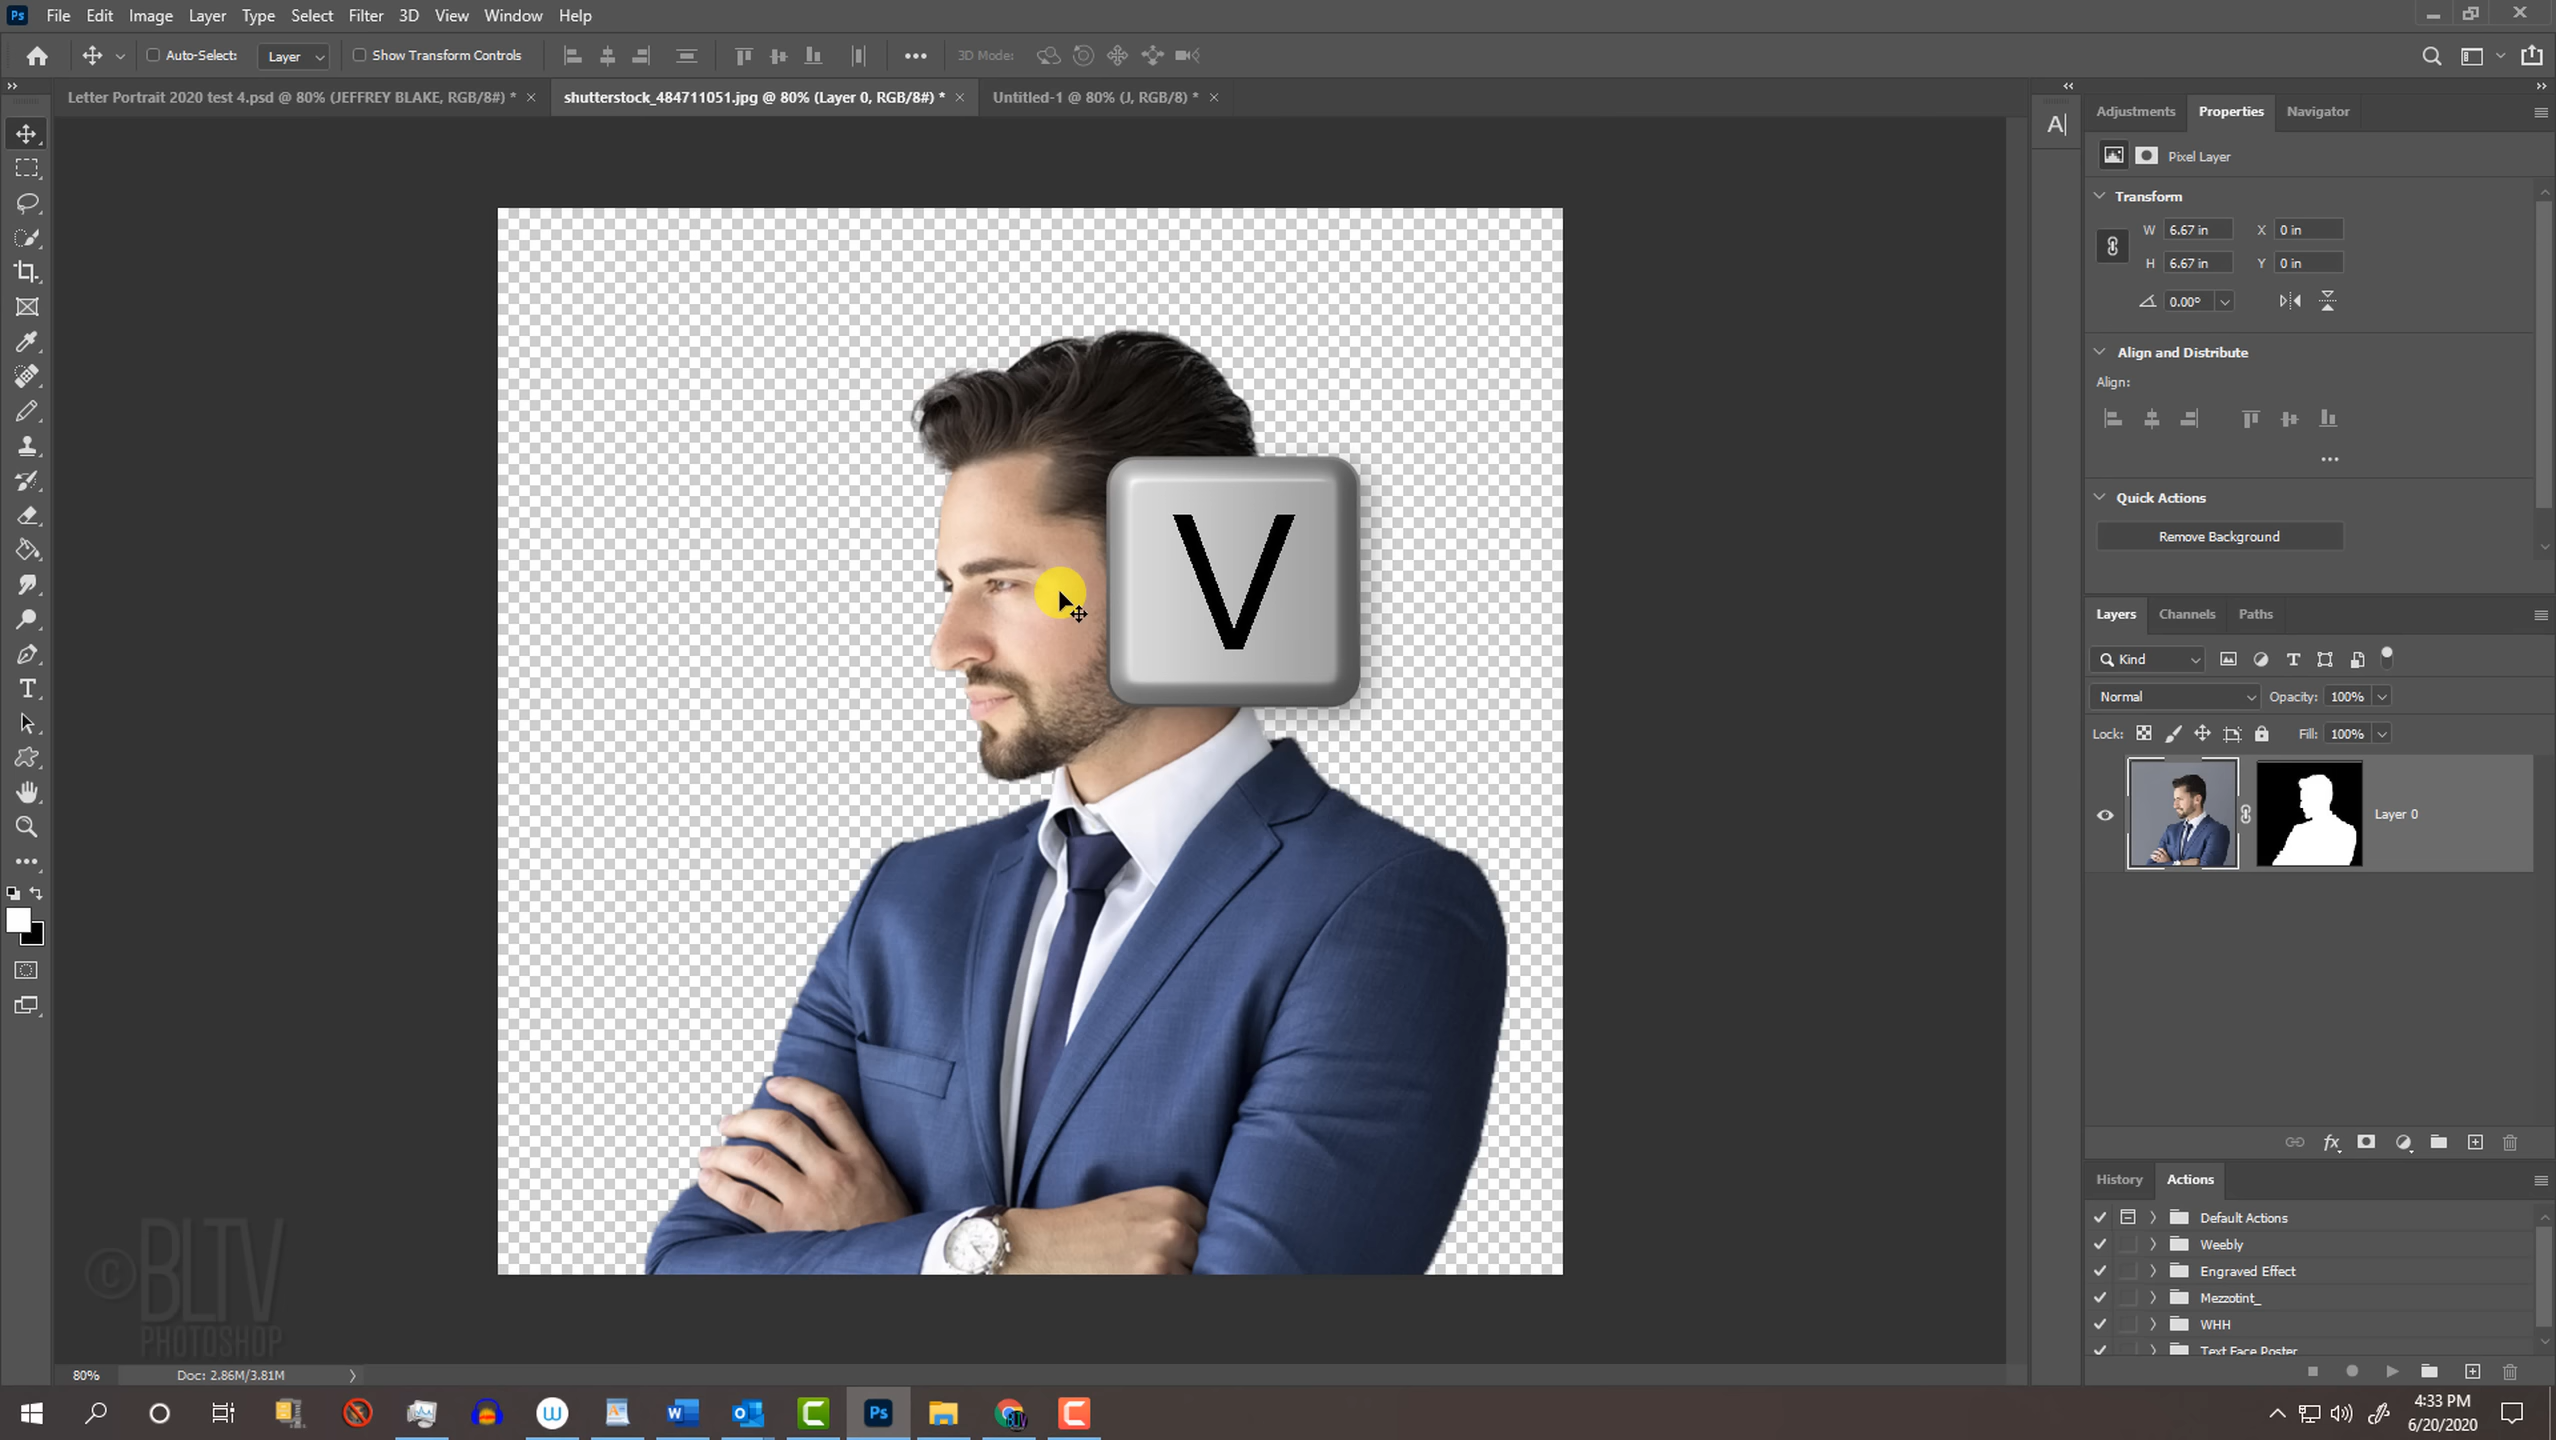 Ps File Edit Image Layer Type Select Filter 3D View Window Help
Auto-Select: Layer Show Transform Controls 3D Mode:
Letter Portrait 2020 test 4.psd @ 80% (JEFFREY BLAKE, RGB/8#) * shutterstock_484711051.jpg @ 80% (Layer 0, RGB/8#) * Untitled-1 @ 80% (J, RGB/8) *
Adjustments Properties Navigator
A
Pixel Layer
Transform
W 6.67 in X 0 in
H 6.67 in Y 0 in
0.00°
Align and Distribute
Align:
Quick Actions
Remove Background
V
Layers Channels Paths
Kind
Normal Opacity: 100%
Lock: Fill: 100%
Layer 0
History Actions
Default Actions
Weebly
Engraved Effect
Mezzotint_
WHH
Text Face Poster
©BLTV
PHOTOSHOP
80% Doc: 2.86M/3.81M
Ps
4:33 PM
6/20/2020